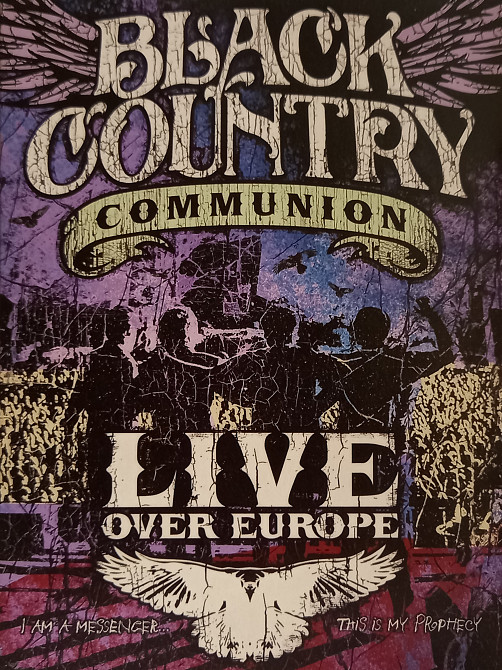 BLACK
COUNTRY
COMMUNION
LIVE
OVER EUROPE
I AM A MESSENGER...
THIS IS MY PROPHECY